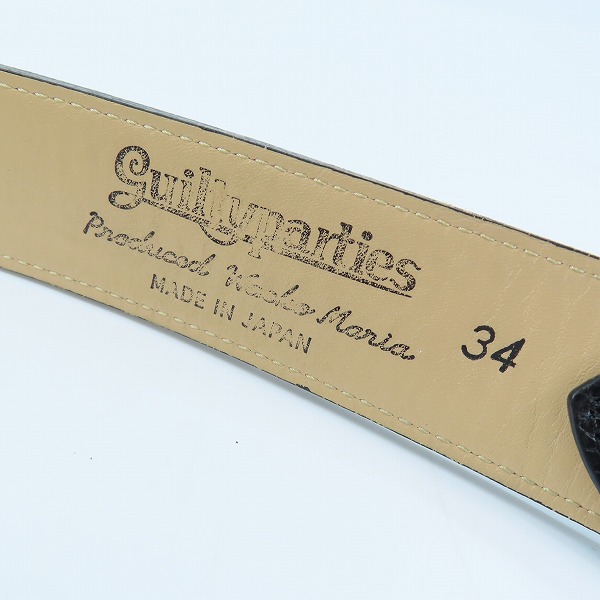 Guiltyparties
Produced Wacko Maria
MADE IN JAPAN
34